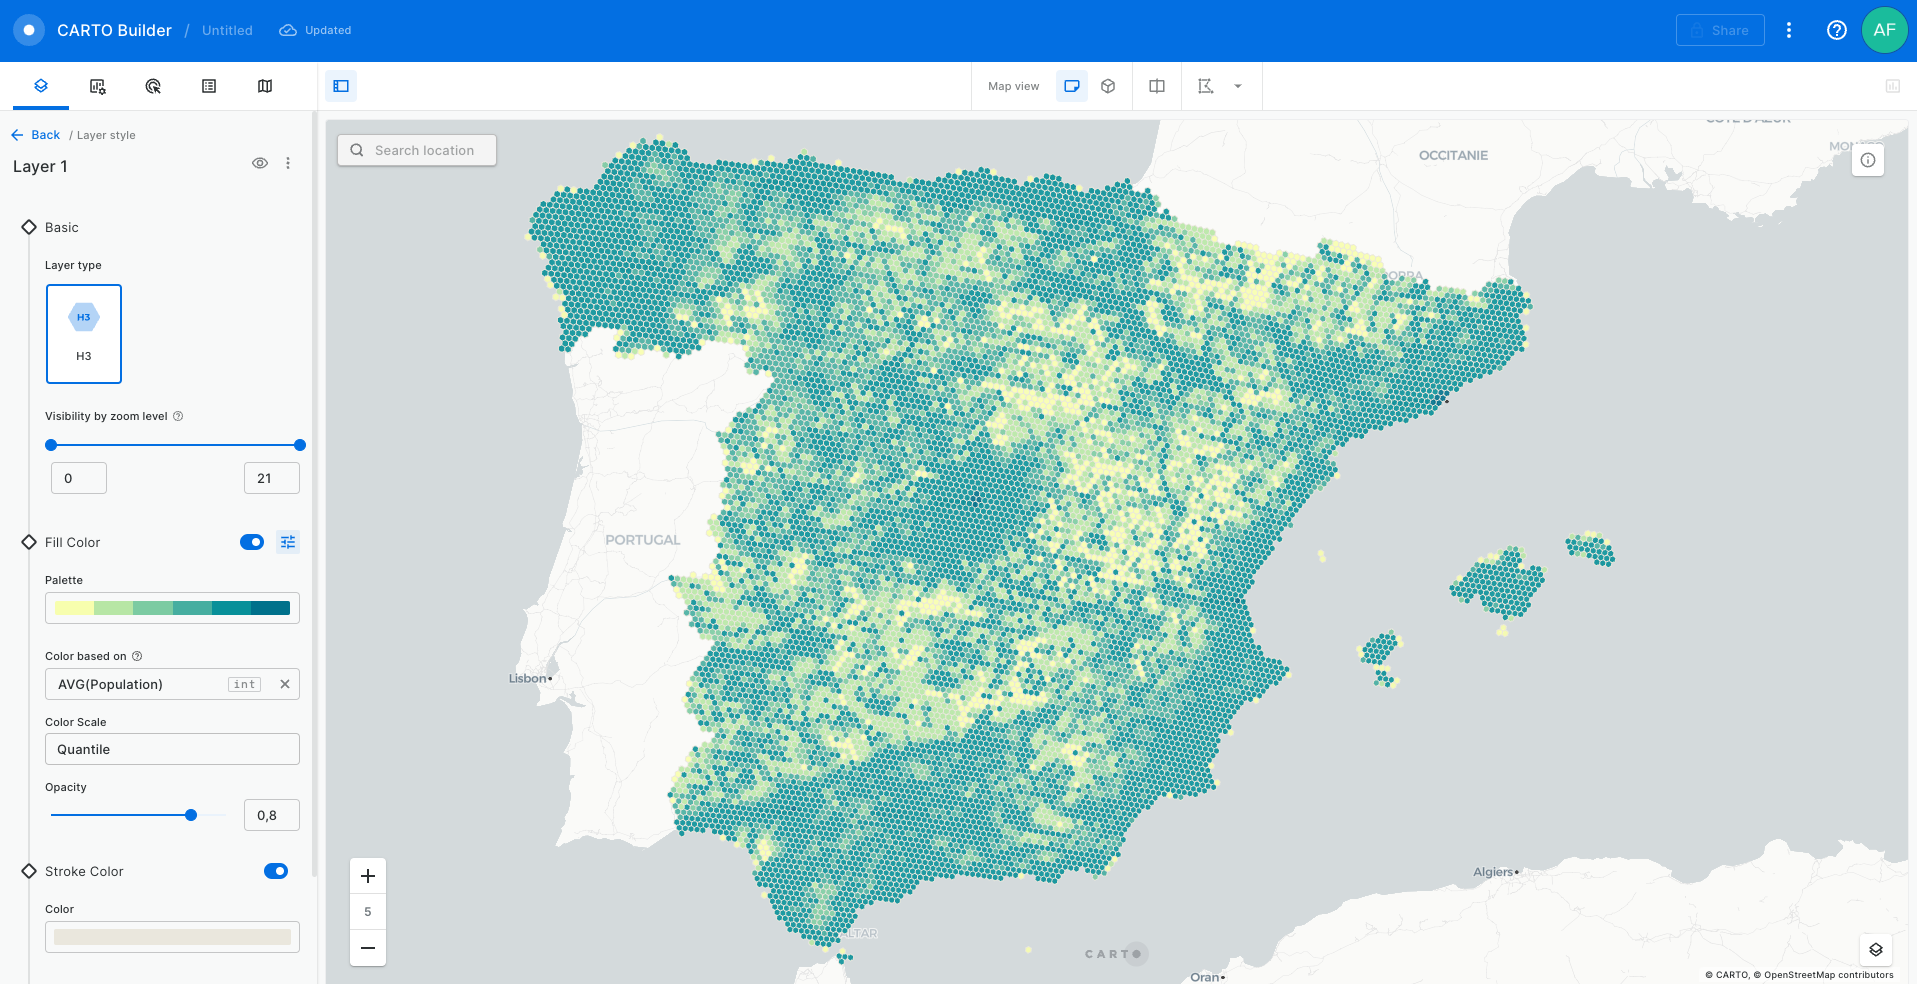 CARTO Builder / Untitled Updated
Share
AF
Map view
Back / Layer style
Layer 1
Basic
Layer type
H3
H3
Visibility by zoom level
0
21
Fill Color
Palette
Color based on
AVG(Population) int
Color Scale
Quantile
Opacity
0,8
Stroke Color
Color
Search location
OCCITANIE
PORTUGAL
Lisbon
Algiers
Oran
5
CARTO
© CARTO, © OpenStreetMap contributors